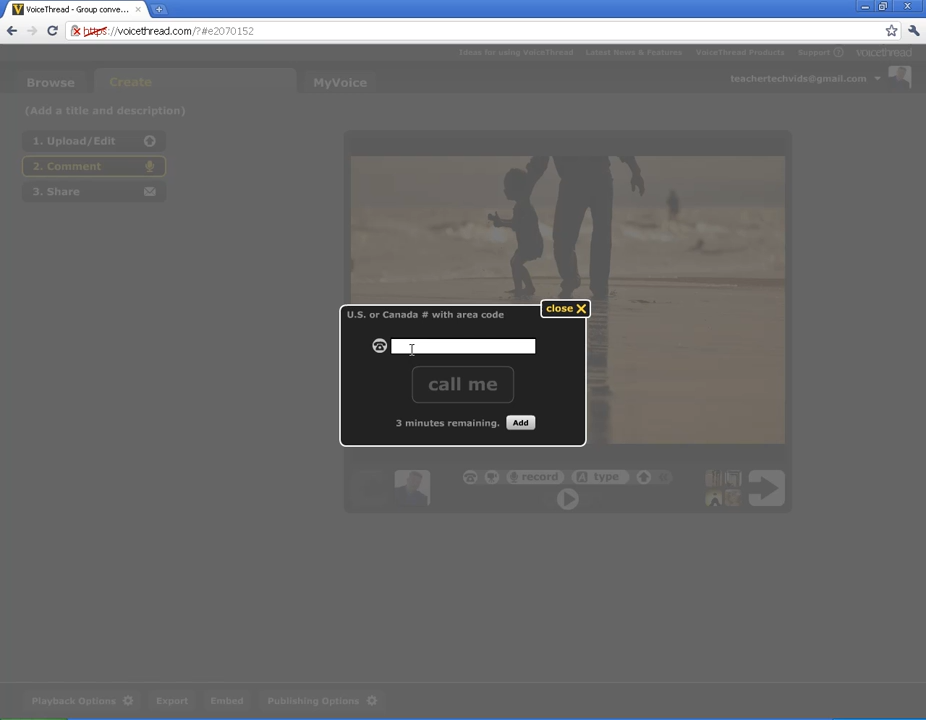 VoiceThread - Group conve...
https://voicethread.com/?#e2070152
Ideas for using VoiceThread Latest News & Features VoiceThread Products Support ? voicethread
Browse Create MyVoice teachertechvids@gmail.com
(Add a title and description)
1. Upload/Edit
2. Comment
3. Share
close X
U.S. or Canada # with area code
call me
3 minutes remaining. Add
record A type
Playback Options Export Embed Publishing Options